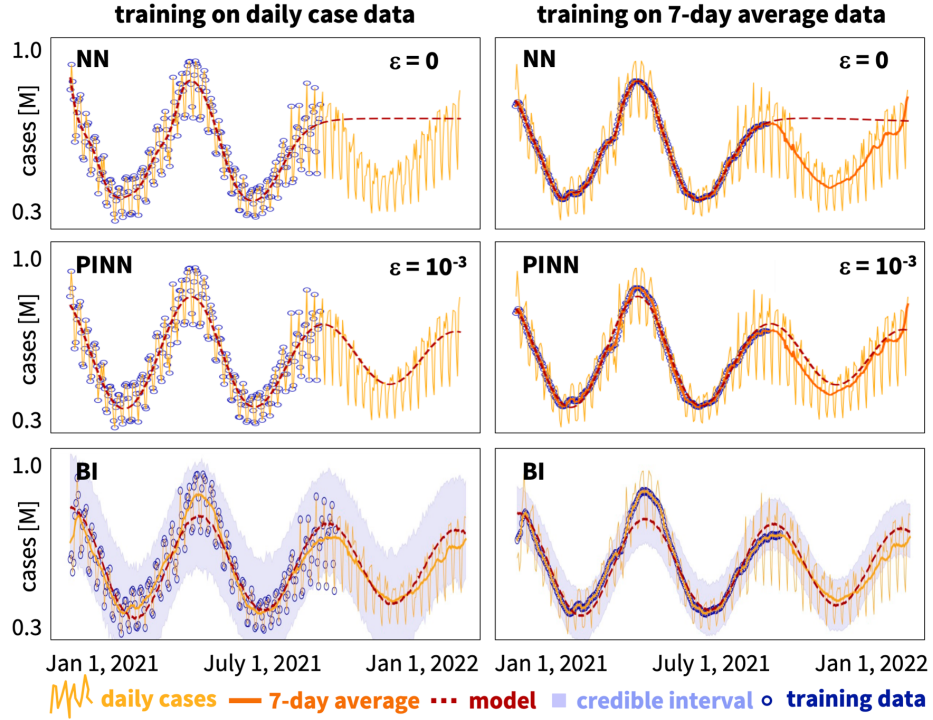 training on daily case data
training on 7-day average data
1.0
NN
ε = 0
NN
ε = 0
cases [M]
0.3
1.0
PINN
ε = 10⁻³
PINN
ε = 10⁻³
cases [M]
0.3
1.0
BI
BI
cases [M]
0.3
Jan 1, 2021
July 1, 2021
Jan 1, 2022
Jan 1, 2021
July 1, 2021
Jan 1, 2022
daily cases
7-day average
model
credible interval
training data